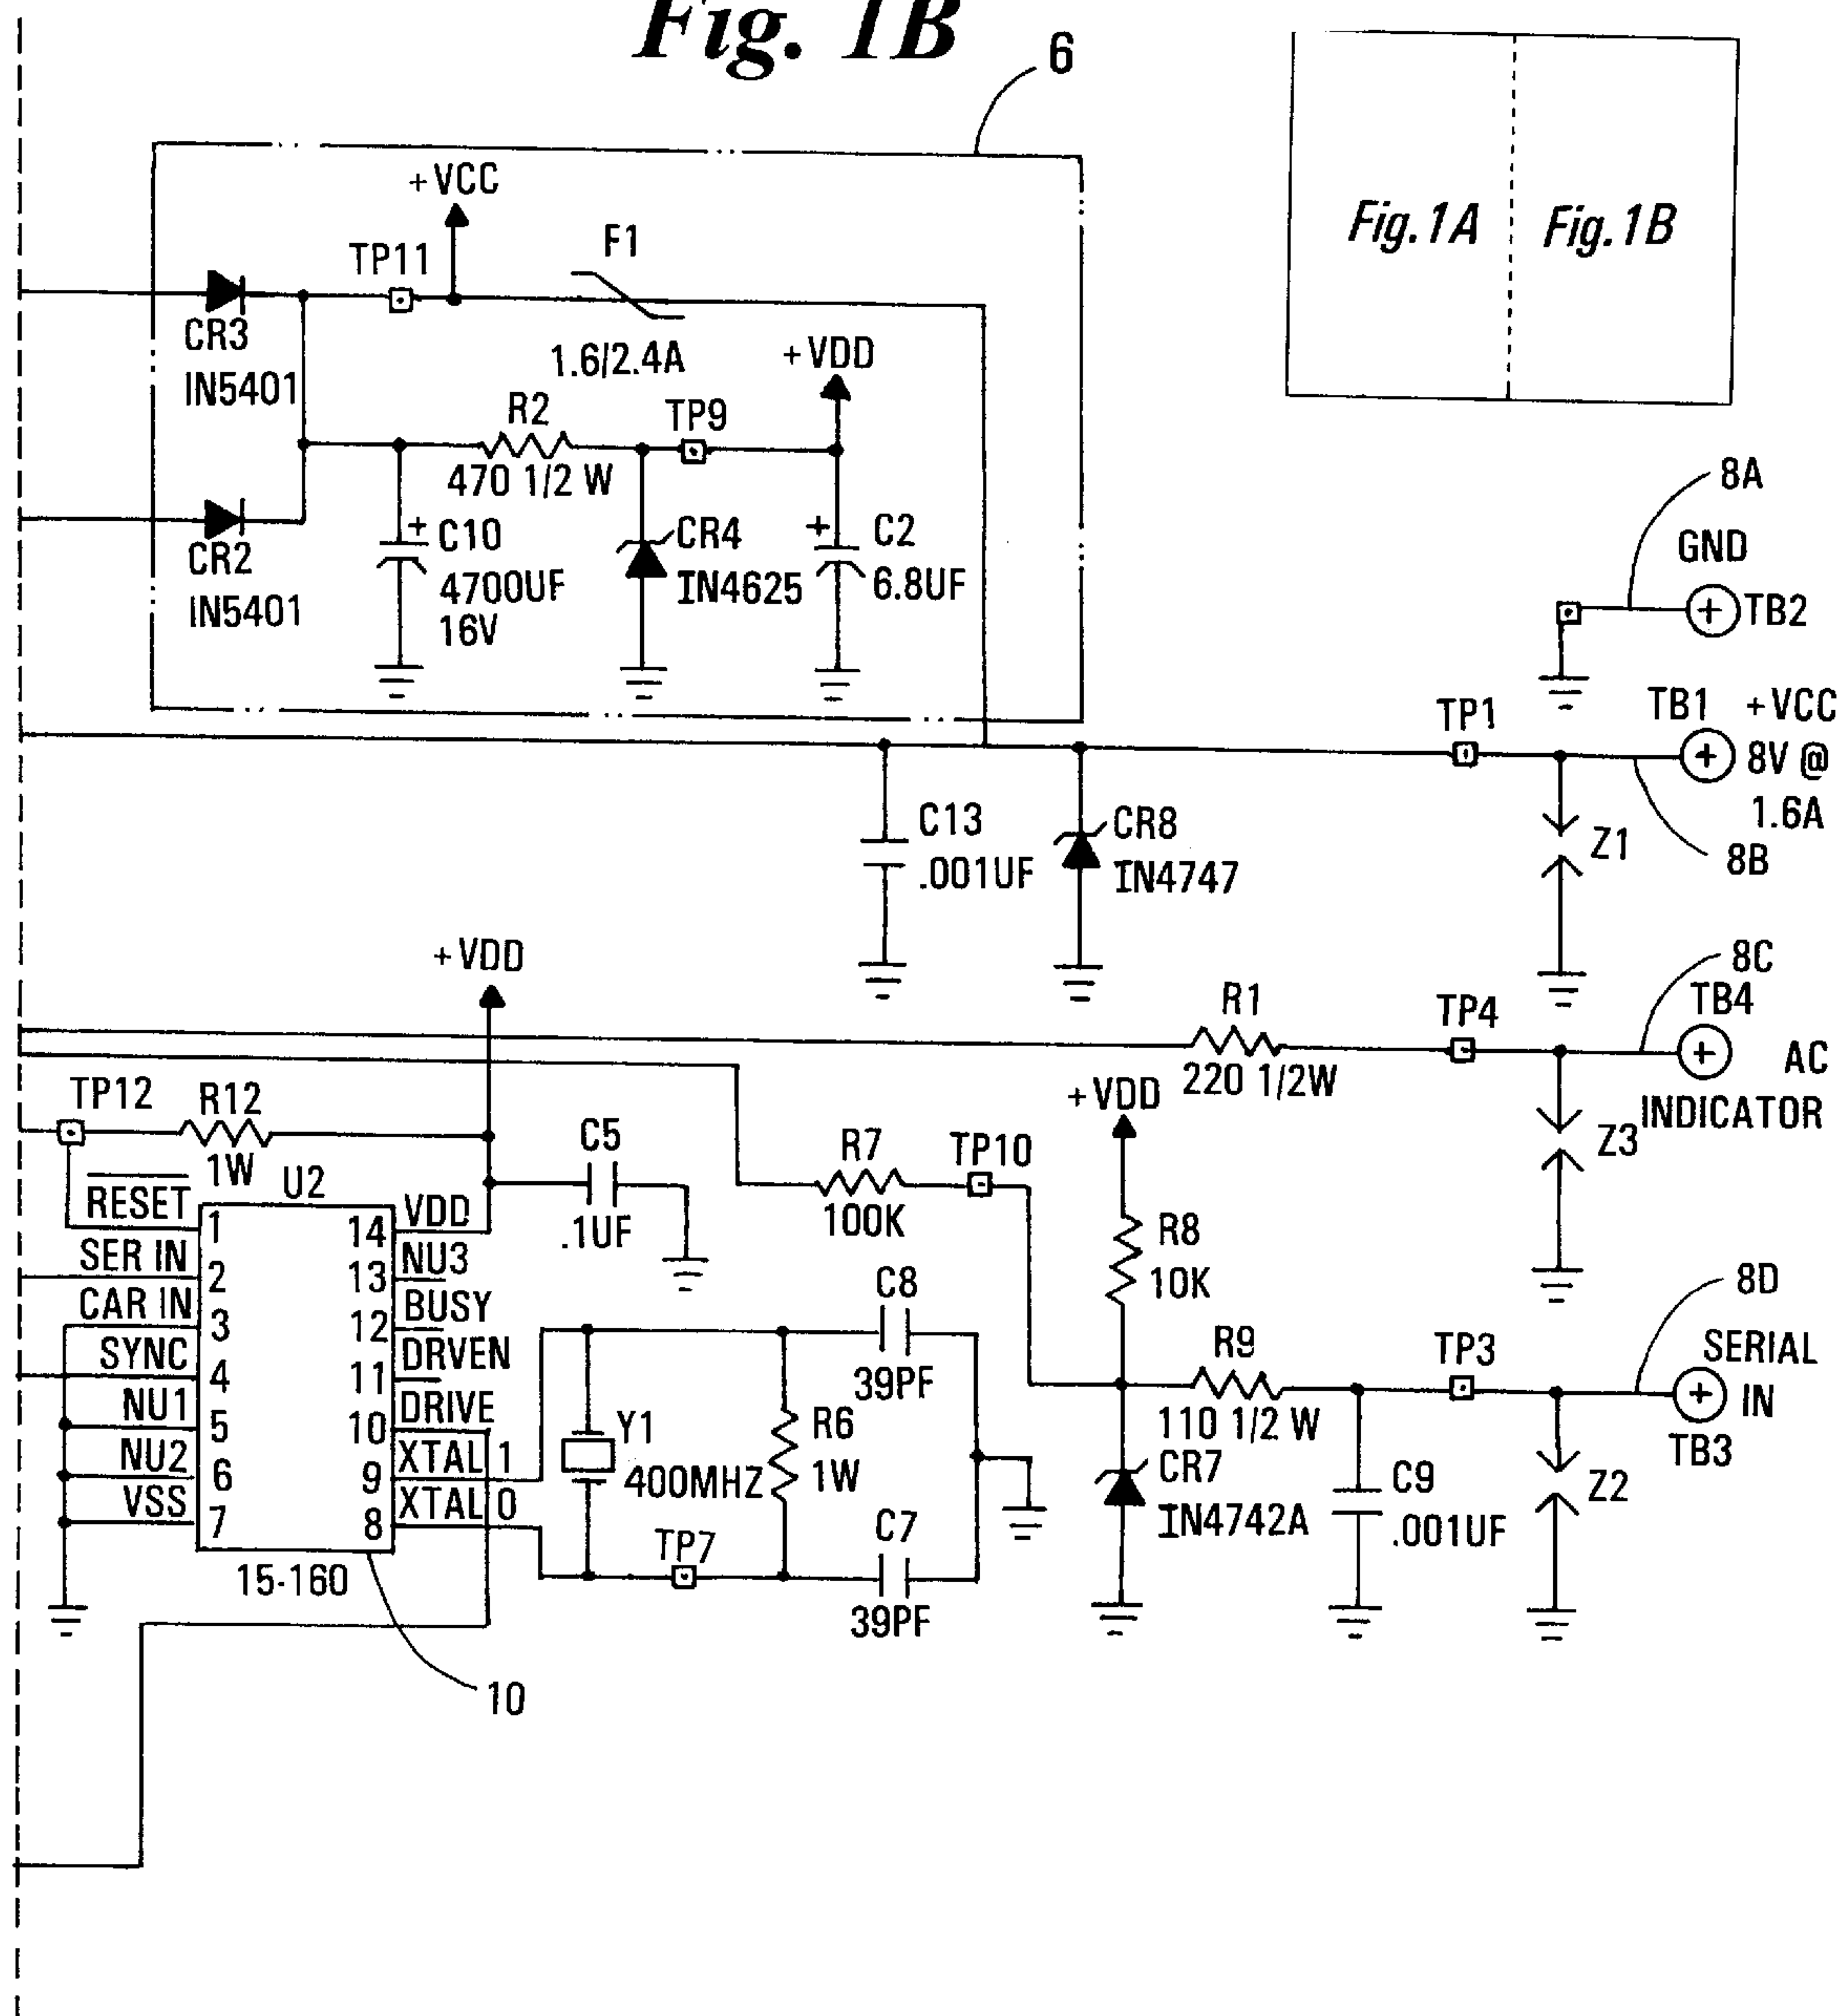 Fig. 1B
6
Fig.1A
Fig.1B
+VCC
TP11
F1
CR3
IN5401
1.6/2.4A
+VDD
R2
TP9
470 1/2 W
CR2
IN5401
+
C10
4700UF
16V
CR4
IN4625
+
C2
6.8UF
8A
GND
+
TB2
TP1
TB1
+VCC
+
8V @
1.6A
8B
Z1
C13
.001UF
CR8
IN4747
+VDD
8C
R1
TP4
TB4
+
AC
INDICATOR
220 1/2W
Z3
TP12
R12
1W
C5
.1UF
R7
100K
TP10
+VDD
R8
10K
RESET
U2
1
14
VDD
SER IN
2
13
NU3
CAR IN
3
12
BUSY
SYNC
4
11
DRVEN
NU1
5
10
DRIVE
NU2
6
9
XTAL 1
VSS
7
8
XTAL 0
15-160
10
Y1
400MHZ
R6
1W
C8
39PF
TP7
C7
39PF
R9
110 1/2 W
CR7
IN4742A
C9
.001UF
TP3
8D
SERIAL
+
IN
TB3
Z2